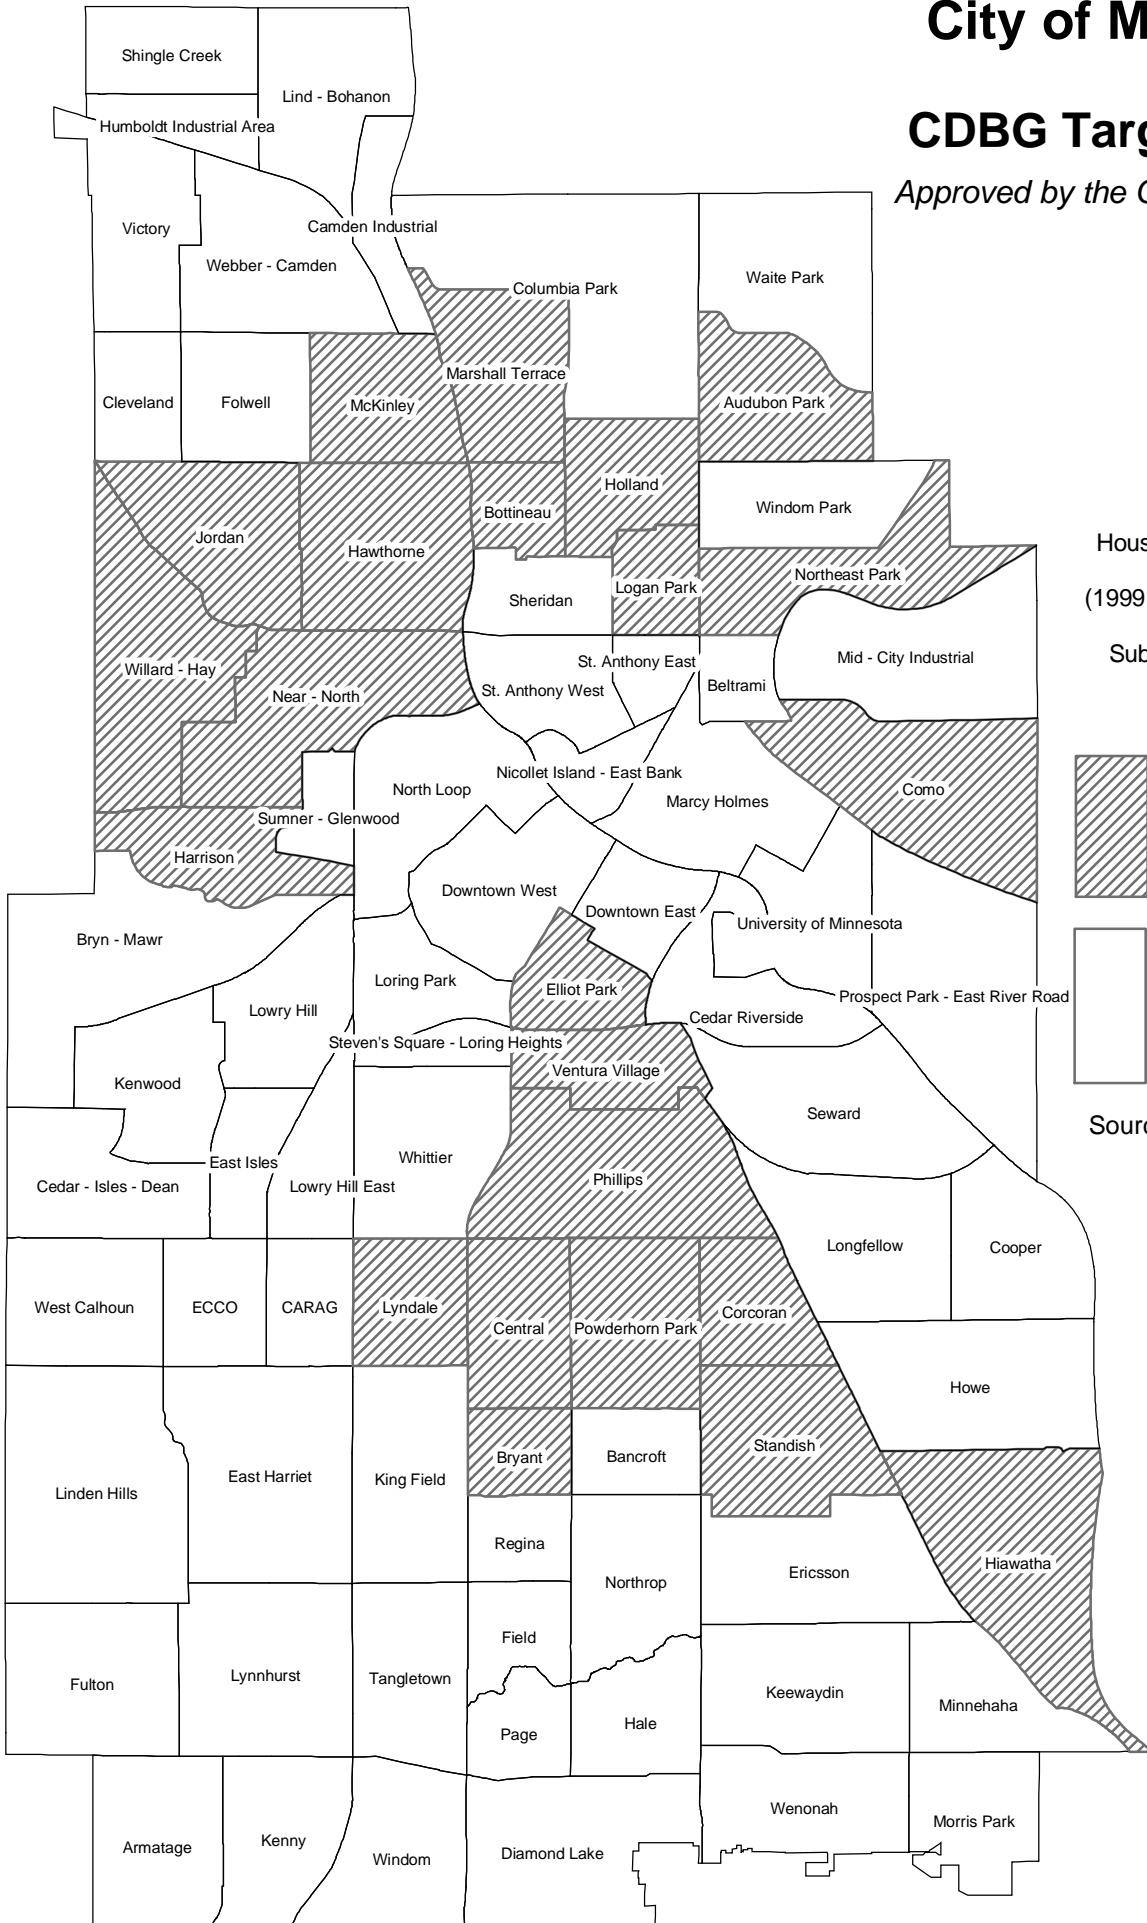 City of M
CDBG Targ
Approved by the C
Shingle Creek
Lind - Bohanon
Humboldt Industrial Area
Victory
Camden Industrial
Webber - Camden
Columbia Park
Waite Park
Marshall Terrace
Cleveland
Folwell
McKinley
Audubon Park
Holland
Windom Park
Bottineau
Jordan
Hawthorne
Hous
Northeast Park
Logan Park
Sheridan
(1999
Sub
Mid - City Industrial
St. Anthony East
Willard - Hay
Beltrami
St. Anthony West
Near - North
Nicollet Island - East Bank
North Loop
Como
Marcy Holmes
Sumner - Glenwood
Harrison
Downtown West
Downtown East
University of Minnesota
Bryn - Mawr
Loring Park
Elliot Park
Prospect Park - East River Road
Lowry Hill
Cedar Riverside
Steven's Square - Loring Heights
Ventura Village
Kenwood
Seward
Sourc
Whittier
East Isles
Phillips
Cedar - Isles - Dean
Lowry Hill East
Longfellow
Cooper
West Calhoun
ECCO
CARAG
Lyndale
Corcoran
Central
Powderhorn Park
Howe
Standish
Bryant
Bancroft
East Harriet
King Field
Linden Hills
Regina
Hiawatha
Ericsson
Northrop
Field
Lynnhurst
Tangletown
Fulton
Keewaydin
Minnehaha
Hale
Page
Wenonah
Morris Park
Kenny
Armatage
Diamond Lake
Windom